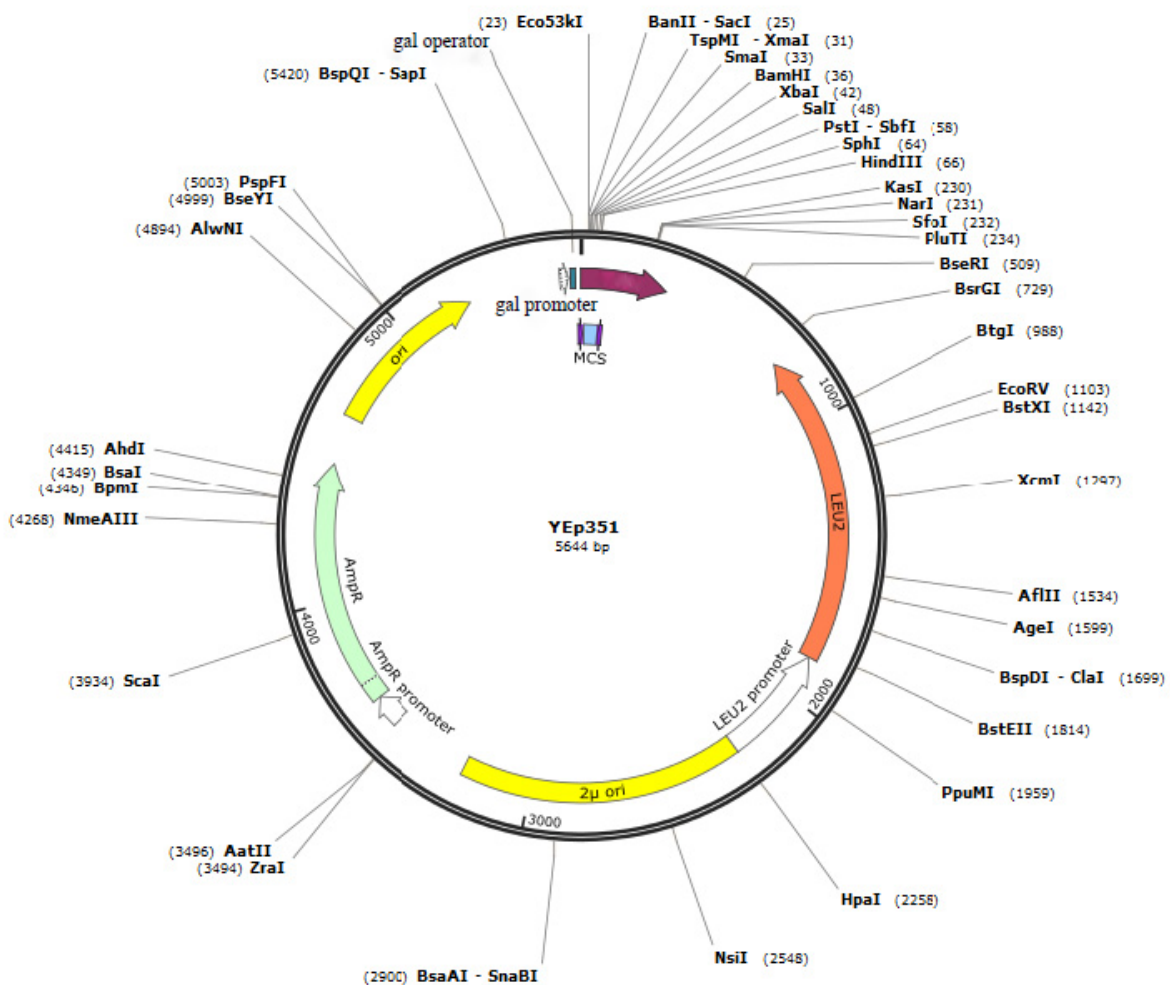 (23) Eco53kI
gal operator
(5420) BspQI - SapI
BanII - SacI (25)
TspMI - XmaI (31)
SmaI (33)
BamHI (36)
XbaI (42)
SalI (48)
PstI - SbfI (58)
SphI (64)
HindIII (66)
KasI (230)
NarI (231)
SfoI (232)
PluTI (234)
BseRI (509)
BsrGI (729)
BtgI (988)
EcoRV (1103)
BstXI (1142)
XcmI (1297)
AflII (1534)
AgeI (1599)
BspDI - ClaI (1699)
BstEII (1814)
PpuMI (1959)
HpaI (2258)
NsiI (2548)
(2900) BsaAI - SnaBI
(3494) ZraI
(3496) AatII
(3934) ScaI
(4268) NmeAIII
(4346) BpmI
(4349) BsaI
(4415) AhdI
(4894) AlwNI
(4999) BseYI
(5003) PspFI
gal promoter
MCS
1000
LEU2
LEU2 promoter
2000
2µ ori
3000
AmpR promoter
AmpR
4000
ori
5000
YEp351
5644 bp